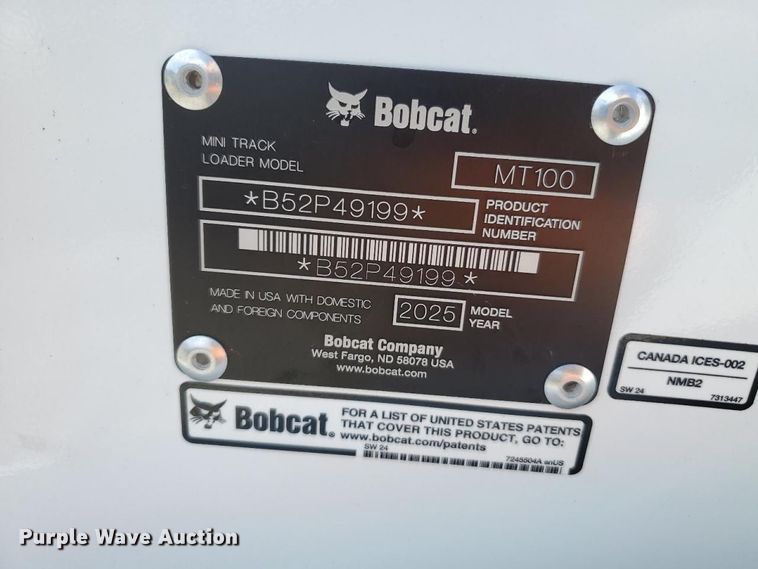 Bobcat.
MINI TRACK
LOADER MODEL
MT100
*B52P49199*
PRODUCT
IDENTIFICATION
NUMBER
*B52P49199*
MADE IN USA WITH DOMESTIC
AND FOREIGN COMPONENTS
2025
MODEL
YEAR
Bobcat Company
West Fargo, ND 58078 USA
www.bobcat.com
CANADA ICES-002
NMB2
SW 24
7313447
Bobcat.
FOR A LIST OF UNITED STATES PATENTS
THAT COVER THIS PRODUCT, GO TO:
www.bobcat.com/patents
SW 24
7245504A enUS
Purple Wave Auction